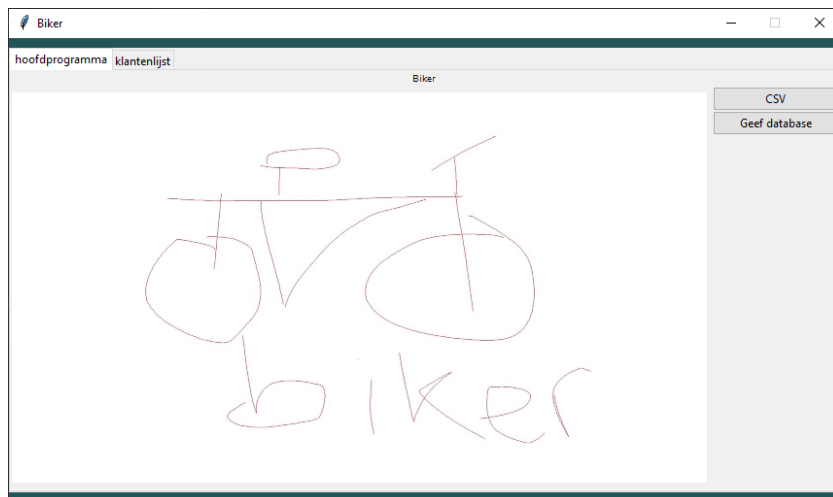 Biker
hoofdprogramma klantenlijst
Biker
CSV
Geef database
biker